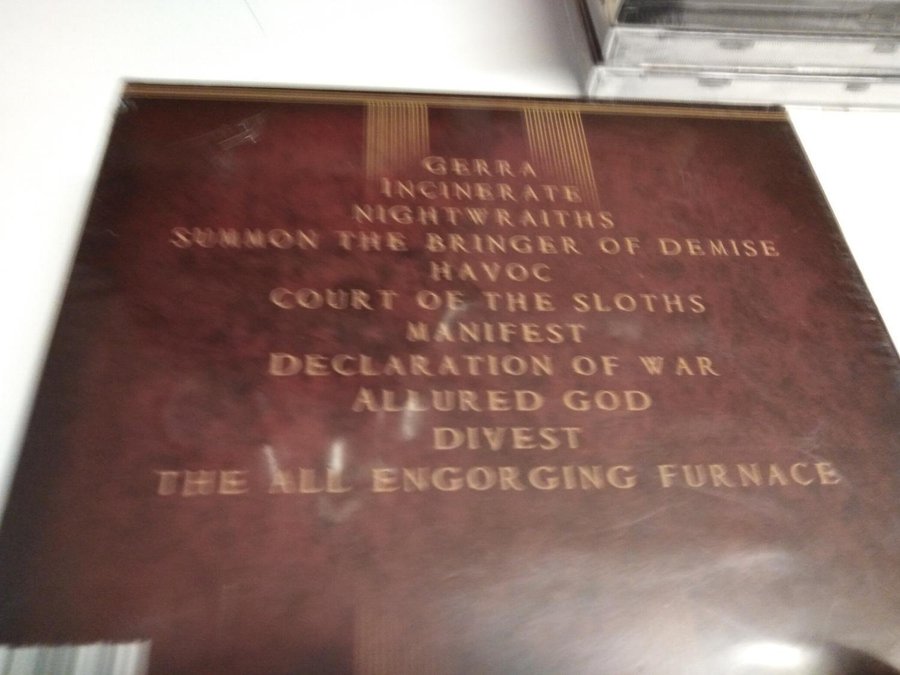 GERRA
INCINERATE
NIGHTWRAITHS
SUMMON THE BRINGER OF DEMISE
HAVOC
COURT OF THE SLOTHS
MANIFEST
DECLARATION OF WAR
ALLURED GOD
DIVEST
THE ALL ENGORGING FURNACE